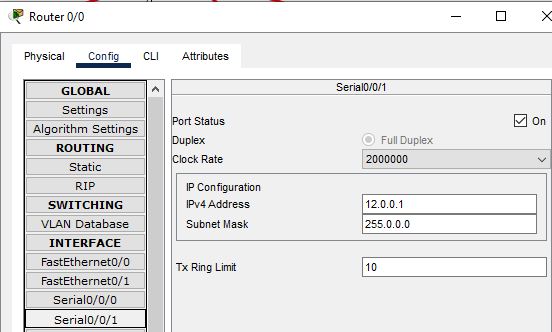 Router 0/0
Physical Config CLI Attributes
GLOBAL
Settings
Algorithm Settings
ROUTING
Static
RIP
SWITCHING
VLAN Database
INTERFACE
FastEthernet0/0
FastEthernet0/1
Serial0/0/0
Serial0/0/1
Serial0/0/1
Port Status On
Duplex Full Duplex
Clock Rate 2000000
IP Configuration
IPv4 Address 12.0.0.1
Subnet Mask 255.0.0.0
Tx Ring Limit 10